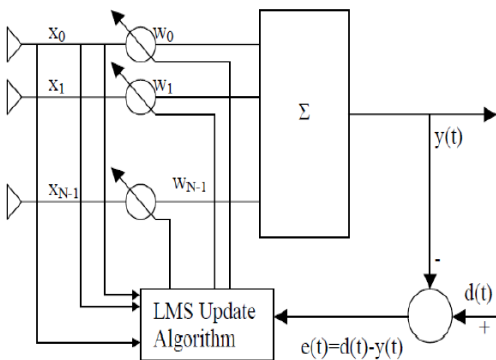 x0 w0
x1 w1
xN-1 wN-1
Σ
y(t)
-
d(t)
+
LMS Update
Algorithm
e(t)=d(t)-y(t)